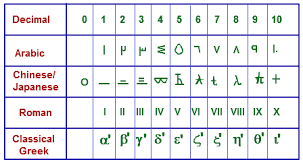 Decimal 0 1 2 3 4 5 6 7 8 9 10
Arabic ١ ٢ ٣ ٤ ٥ ٦ ٧ ٨ ٩ ١٠
Chinese/ Japanese ○ 一 二 三 四 五 六 七 八 九 十
Roman I II III IV V VI VII VIII IX X
Classical Greek α' β' γ' δ' ε' ς' ζ' η' θ' ι'